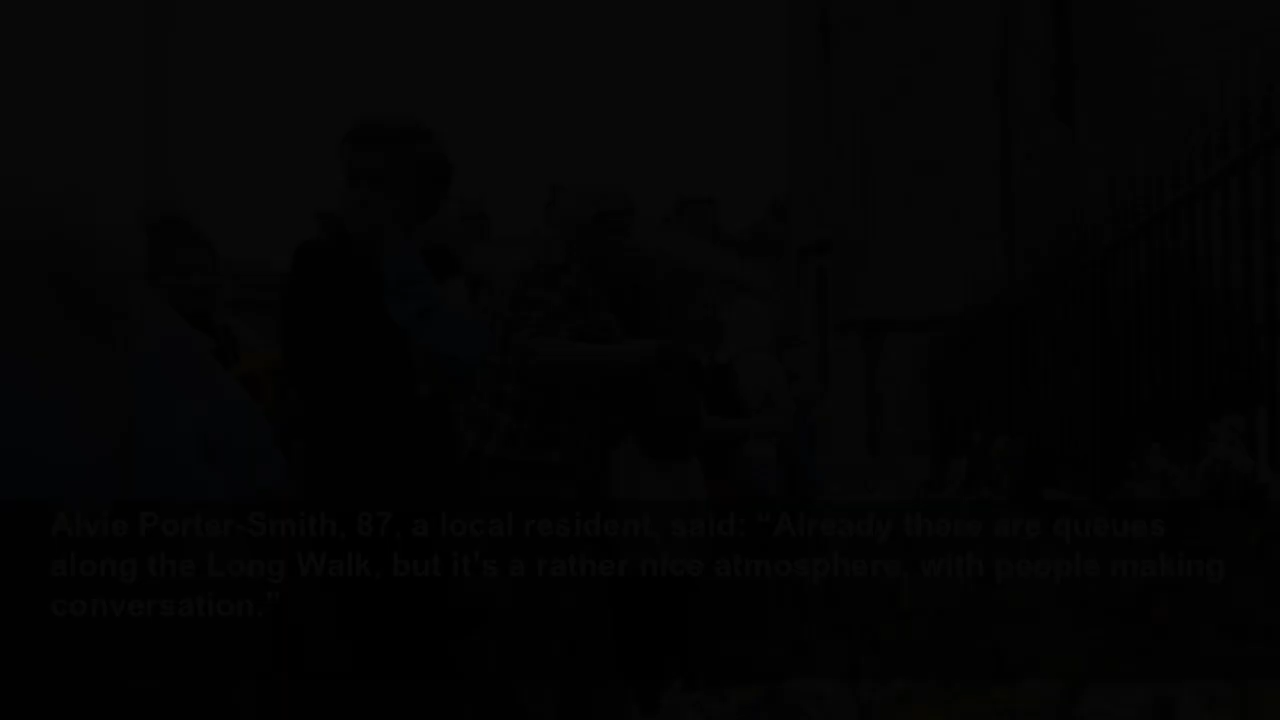 Alvie Porter-Smith, 87, a local resident, said: "Already there are queues
along the Long Walk, but it's a rather nice atmosphere, with people making
conversation."